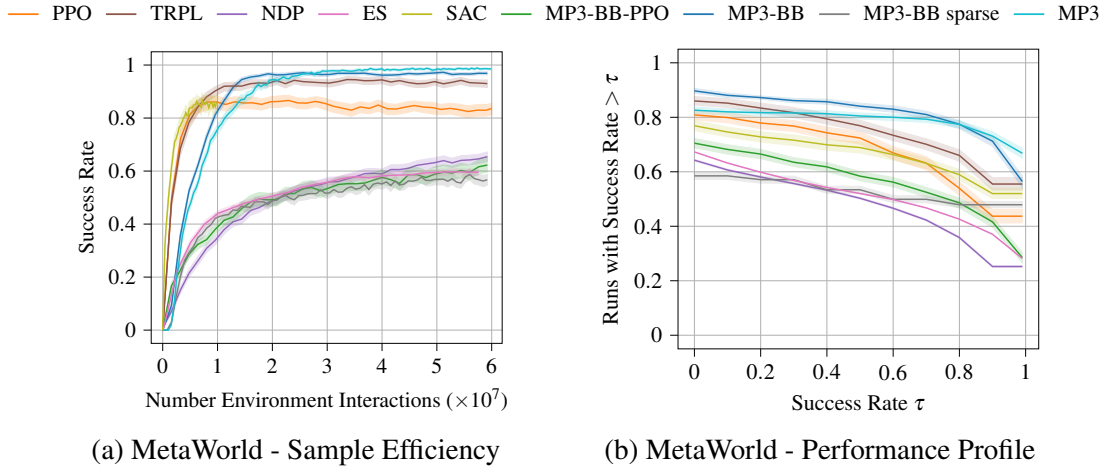 PPO TRPL NDP ES SAC MP3-BB-PPO MP3-BB MP3-BB sparse MP3
1
0.8
0.6
0.4
0.2
0
Success Rate
0 1 2 3 4 5 6
Number Environment Interactions (×10⁷)
(a) MetaWorld - Sample Efficiency
1
0.8
0.6
0.4
0.2
0
Runs with Success Rate > τ
0 0.2 0.4 0.6 0.8 1
Success Rate τ
(b) MetaWorld - Performance Profile